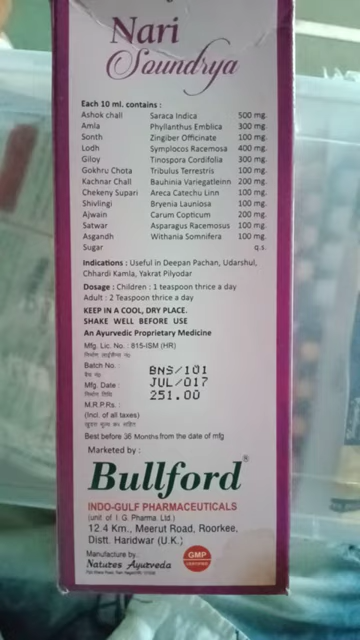 Nari
Soundrya
Each 10 ml. contains :
Ashok chall Saraca Indica 500 mg.
Amla Phyllanthus Emblica 300 mg.
Sonth Zingiber Officinate 100 mg.
Lodh Symplocos Racemosa 400 mg.
Giloy Tinospora Cordifolia 300 mg.
Gokhru Chota Tribulus Terrestris 100 mg.
Kachnar Chall Bauhinia Variegatleinn 200 mg.
Chekeny Supari Areca Catechu Linn 100 mg.
Shivlingi Bryenia Launiosa 100 mg.
Ajwain Carum Copticum 200 mg.
Satwar Asparagus Racemosus 100 mg.
Asgandh Withania Somnifera 100 mg.
Sugar q.s.
Indications : Useful in Deepan Pachan, Udarshul,
Chhardi Kamla, Yakrat Pilyodar
Dosage : Children : 1 teaspoon thrice a day
Adult : 2 Teaspoon thrice a day
KEEP IN A COOL, DRY PLACE.
SHAKE WELL BEFORE USE
An Ayurvedic Proprietary Medicine
Mfg. Lic. No. : 815-ISM (HR)
निर्माण लाईसैंस नं०
Batch No. : BNS/101
बैच नं०
Mfg. Date : JUL/017
निर्माण तिथि
M.R.P.Rs. : 251.00
(Incl. of all taxes)
Best before 36 Months from the date of mfg
Marketed by :
Bullford®
INDO-GULF PHARMACEUTICALS
(unit of I. G. Pharma. Ltd.)
12.4 Km., Meerut Road, Roorkee,
Distt. Haridwar (U.K.)
Manufacture by :
Natures Ayurveda
GMP
CERTIFIED